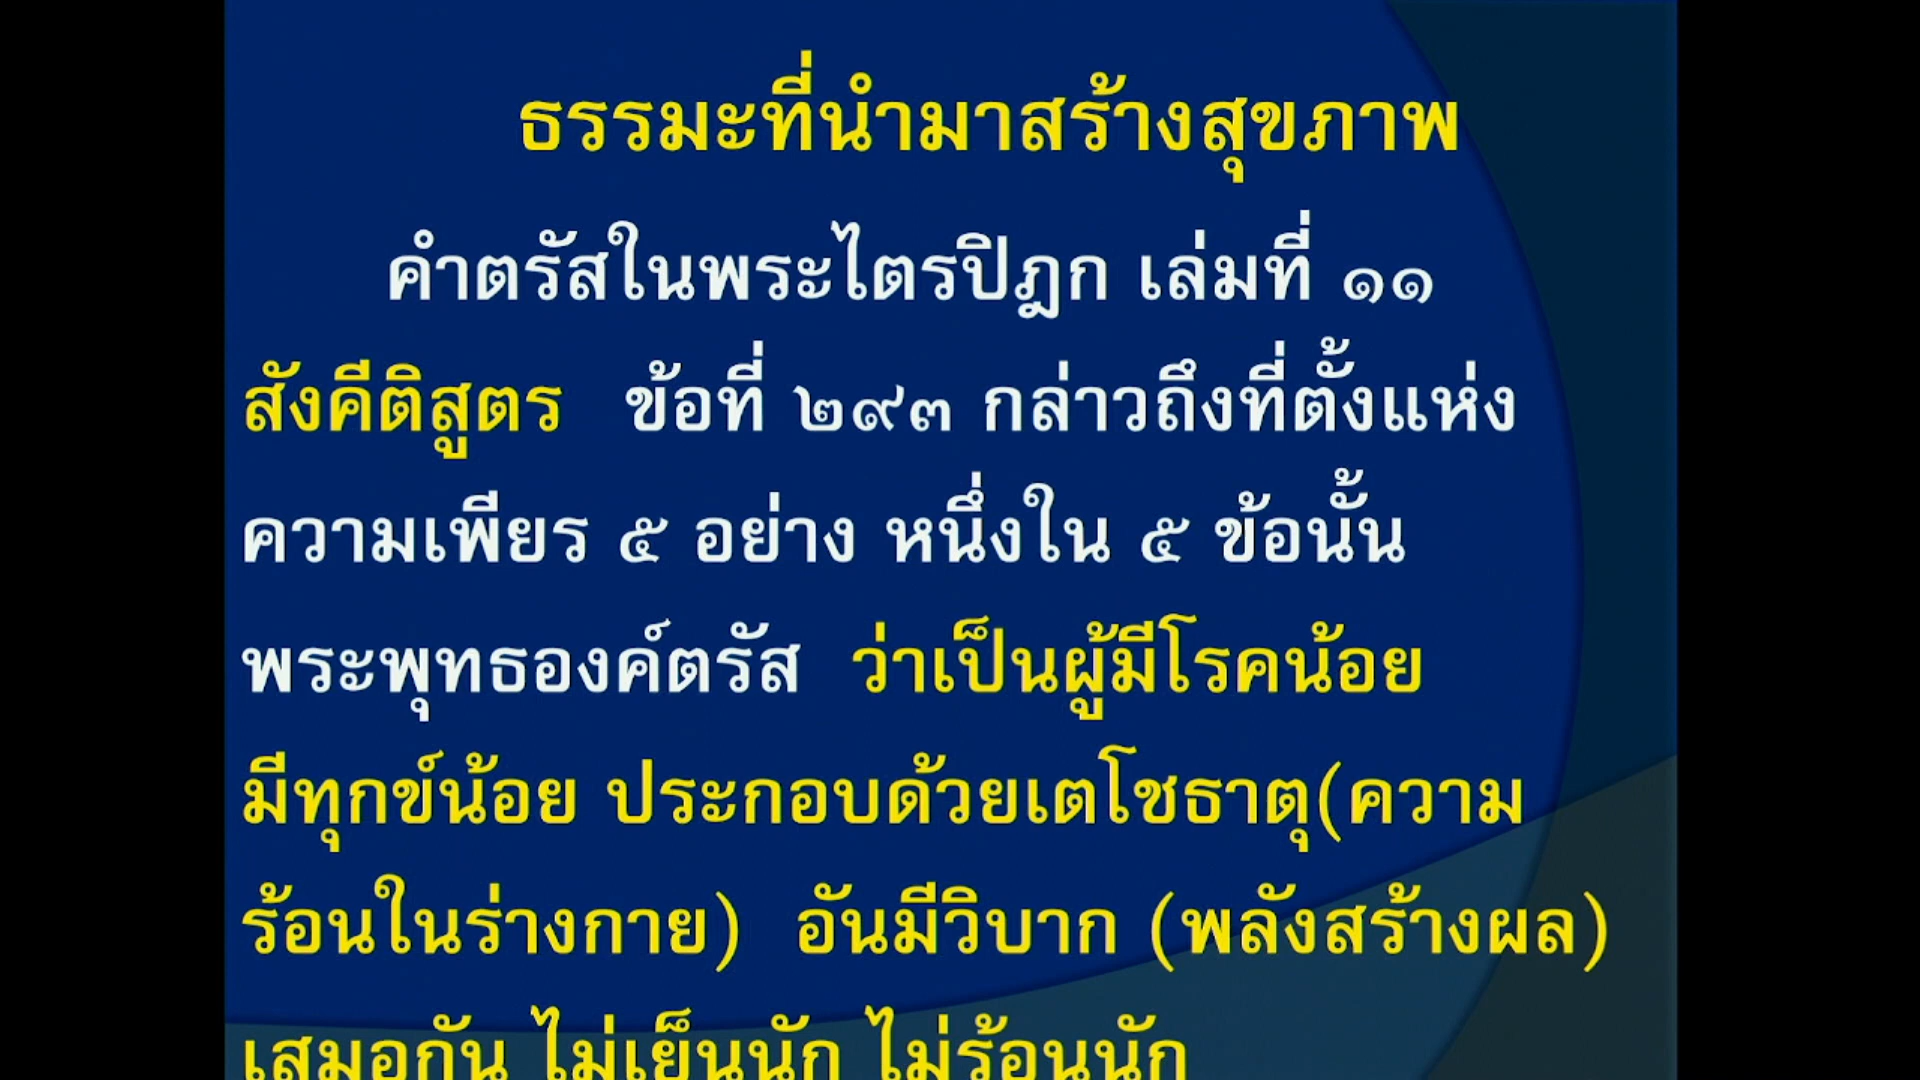 ธรรมะที่นำมาสร้างสุขภาพ
คำตรัสในพระไตรปิฎก เล่มที่ ๑๑
สังคีติสูตร ข้อที่ ๒๙๓ กล่าวถึงที่ตั้งแห่ง
ความเพียร ๕ อย่าง หนึ่งใน ๕ ข้อนั้น
พระพุทธองค์ตรัส ว่าเป็นผู้มีโรคน้อย
มีทุกข์น้อย ประกอบด้วยเตโชธาตุ(ความ
ร้อนในร่างกาย) อันมีวิบาก (พลังสร้างผล)
เสมอกัน ไม่เย็นนัก ไม่ร้อนนัก